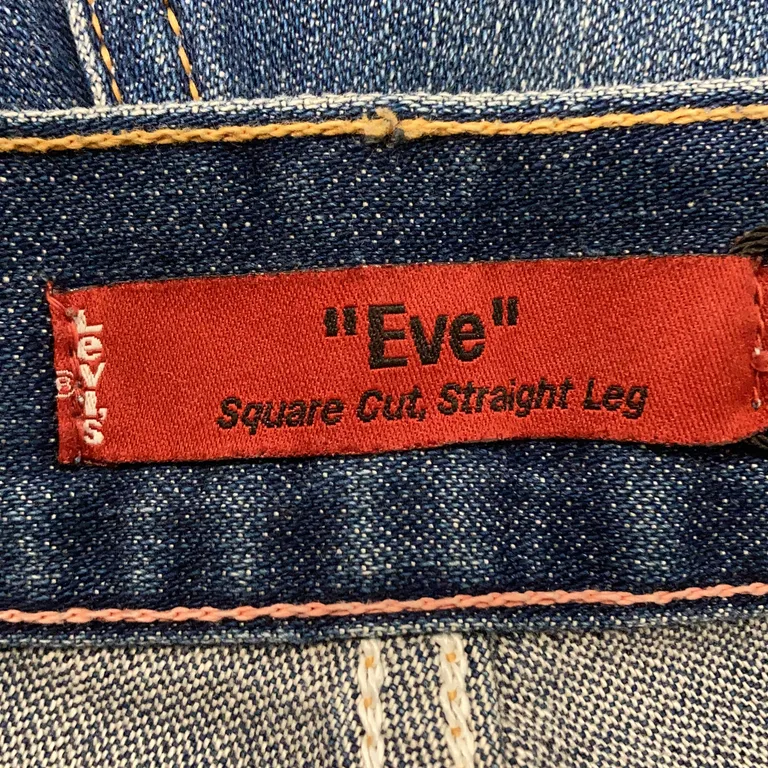 Levi's
®
"Eve"
Square Cut, Straight Leg